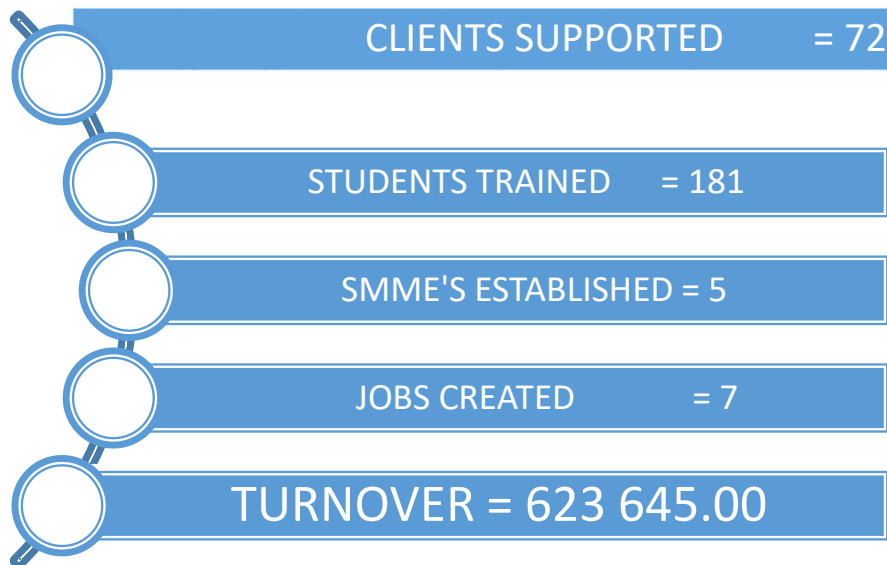 CLIENTS SUPPORTED = 72
STUDENTS TRAINED = 181
SMME'S ESTABLISHED = 5
JOBS CREATED = 7
TURNOVER = 623 645.00